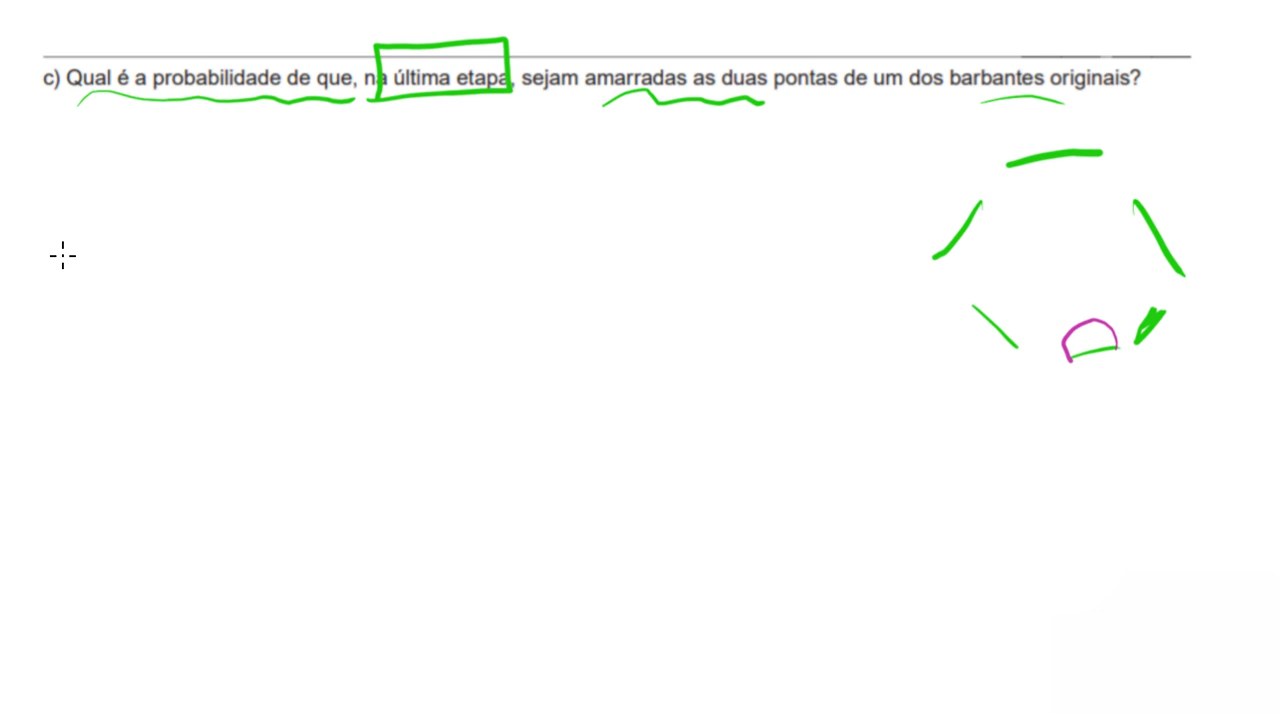 c) Qual é a probabilidade de que, na última etapa, sejam amarradas as duas pontas de um dos barbantes originais?